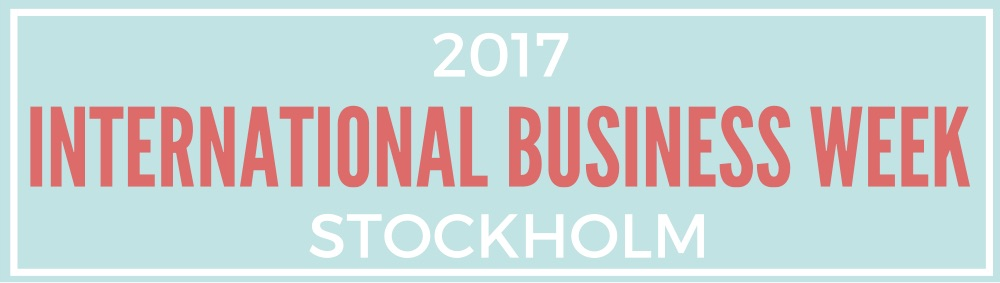 2017
INTERNATIONAL BUSINESS WEEK
STOCKHOLM